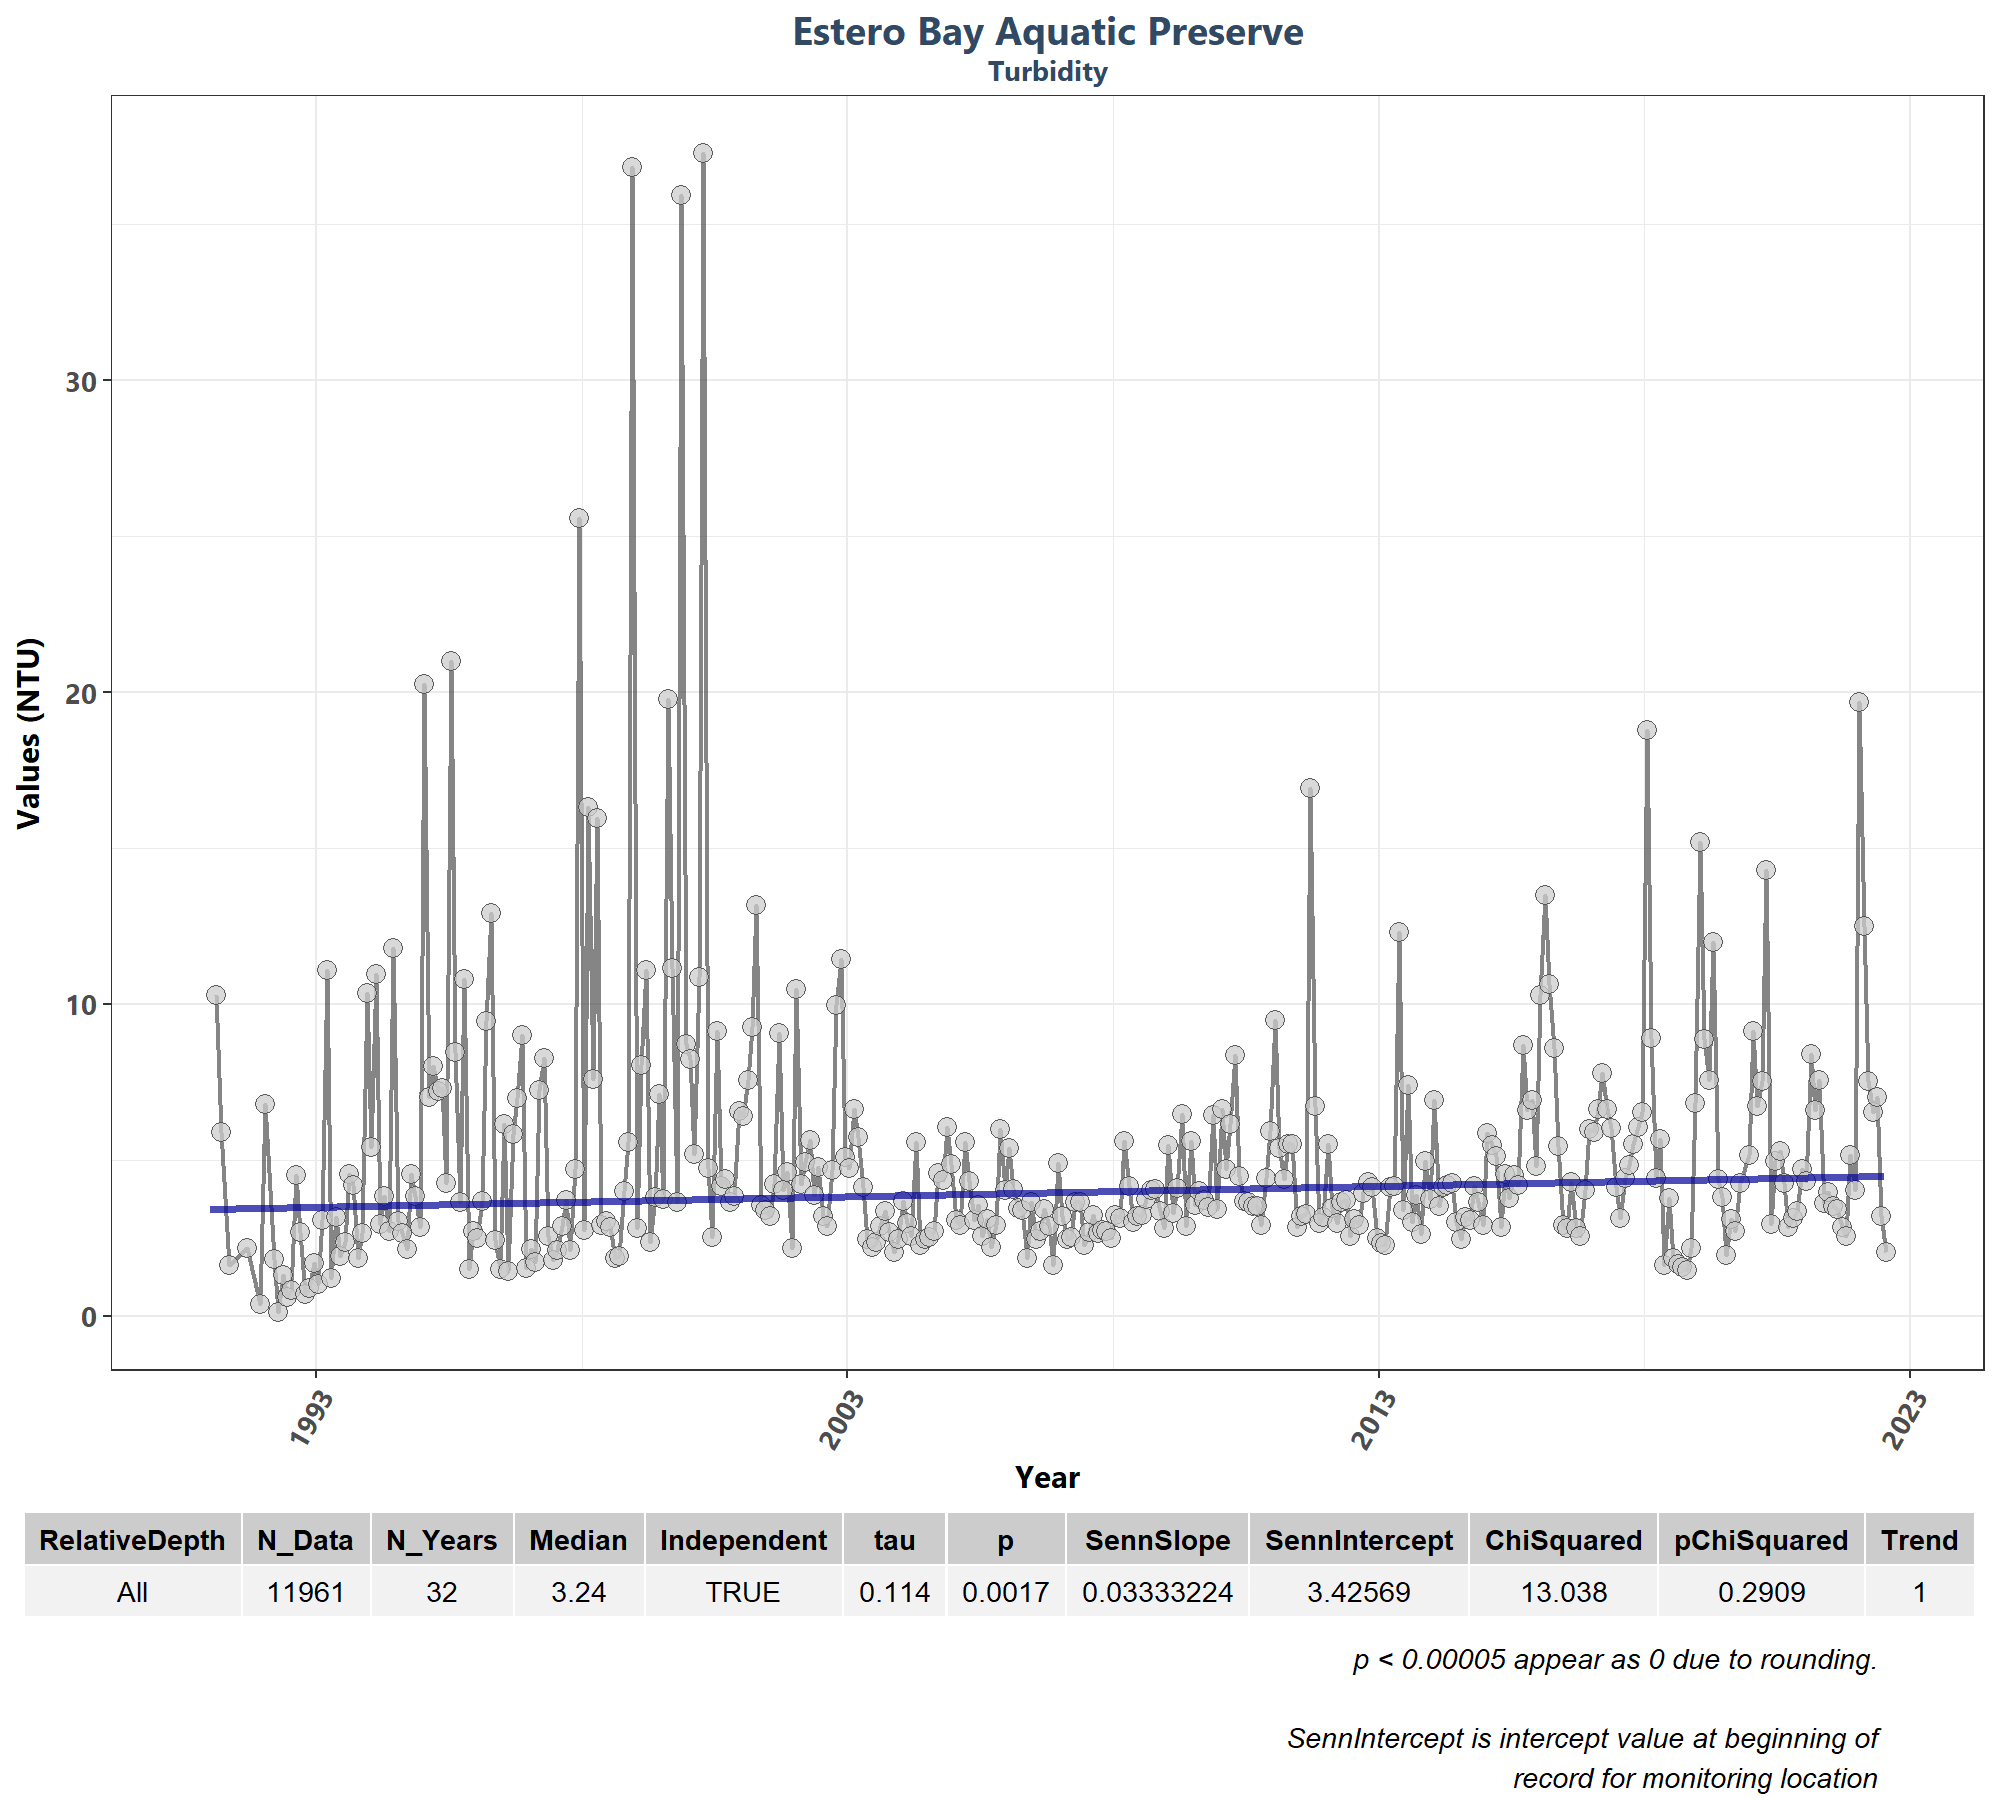 Estero Bay Aquatic Preserve
Turbidity
Values (NTU)
30
20
10
0
1993
2003
2013
2023
Year
RelativeDepth N_Data N_Years Median Independent tau p SennSlope SennIntercept ChiSquared pChiSquared Trend
All 11961 32 3.24 TRUE 0.114 0.0017 0.03333224 3.42569 13.038 0.2909 1
p < 0.00005 appear as 0 due to rounding.
SennIntercept is intercept value at beginning of
record for monitoring location